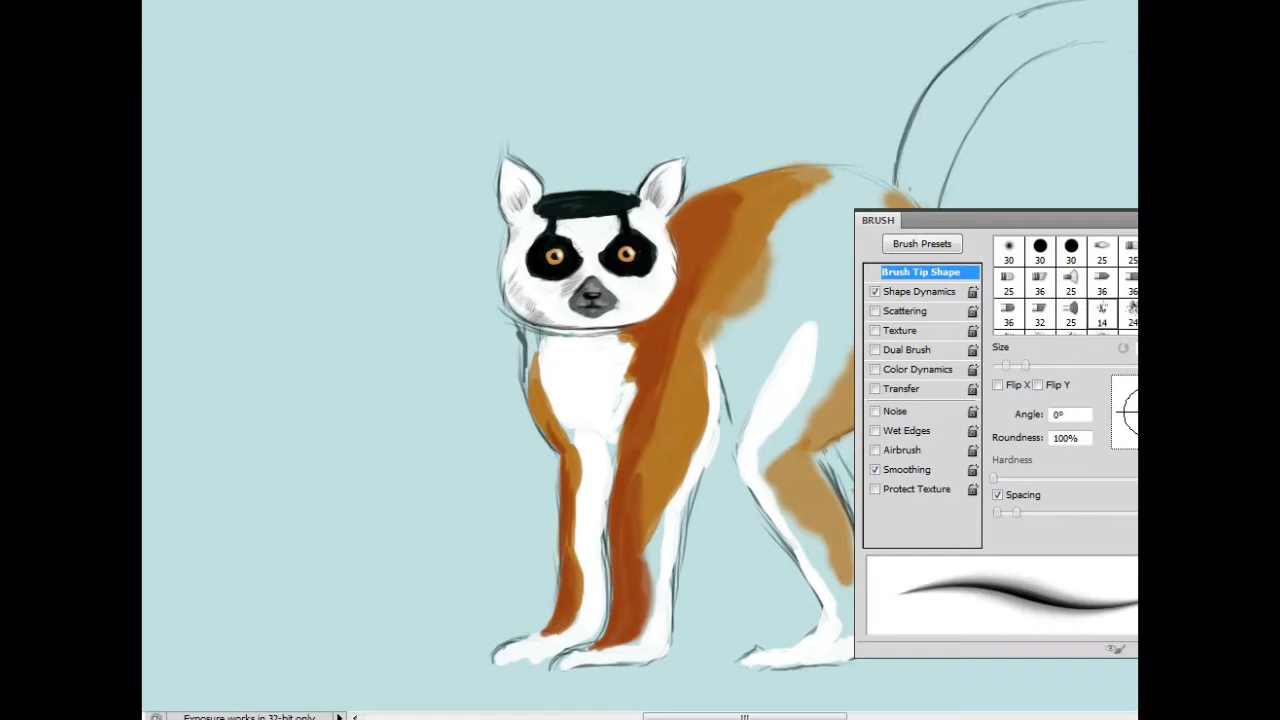 BRUSH
Brush Presets
Brush Tip Shape
Shape Dynamics
Scattering
Texture
Dual Brush
Color Dynamics
Transfer
Noise
Wet Edges
Airbrush
Smoothing
Protect Texture
30 30 30 25 25
25 36 25 36 36
36 32 25 14 24
Size
Flip X Flip Y
Angle: 0°
Roundness: 100%
Hardness
Spacing
Exposure works in 32-bit only